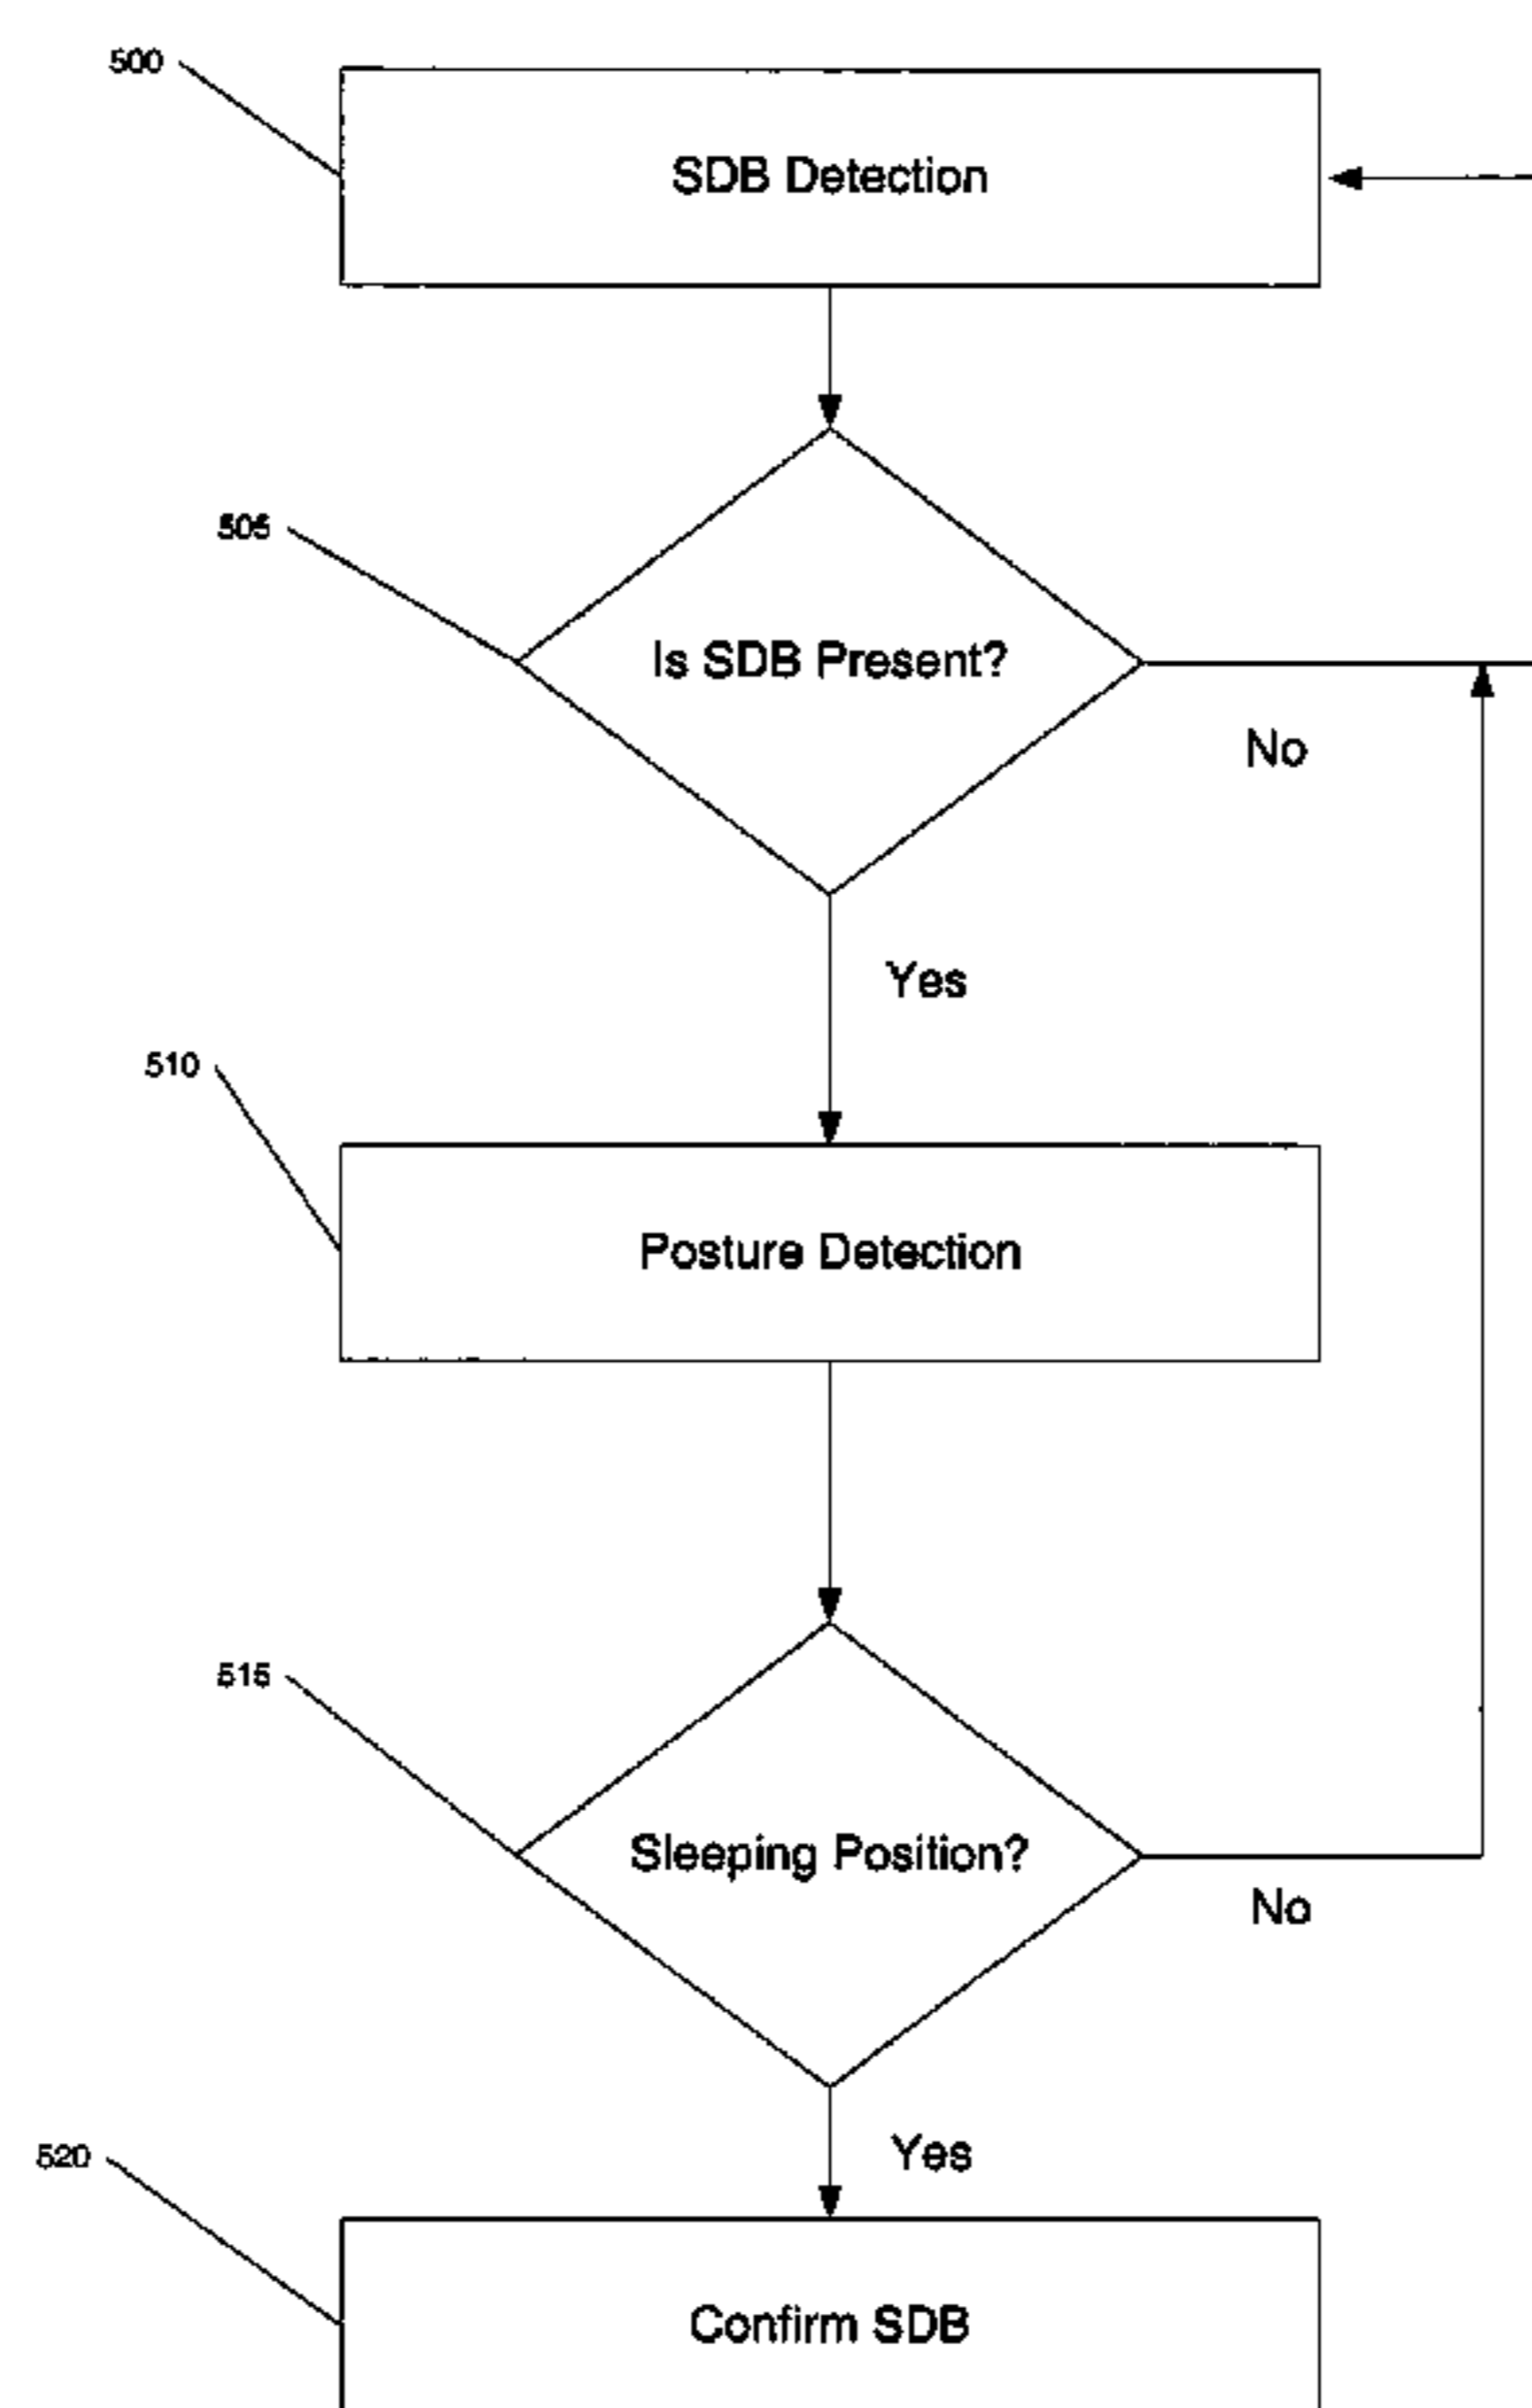 500
SDB Detection
505
Is SDB Present?
No
Yes
510
Posture Detection
515
Sleeping Position?
No
Yes
520
Confirm SDB